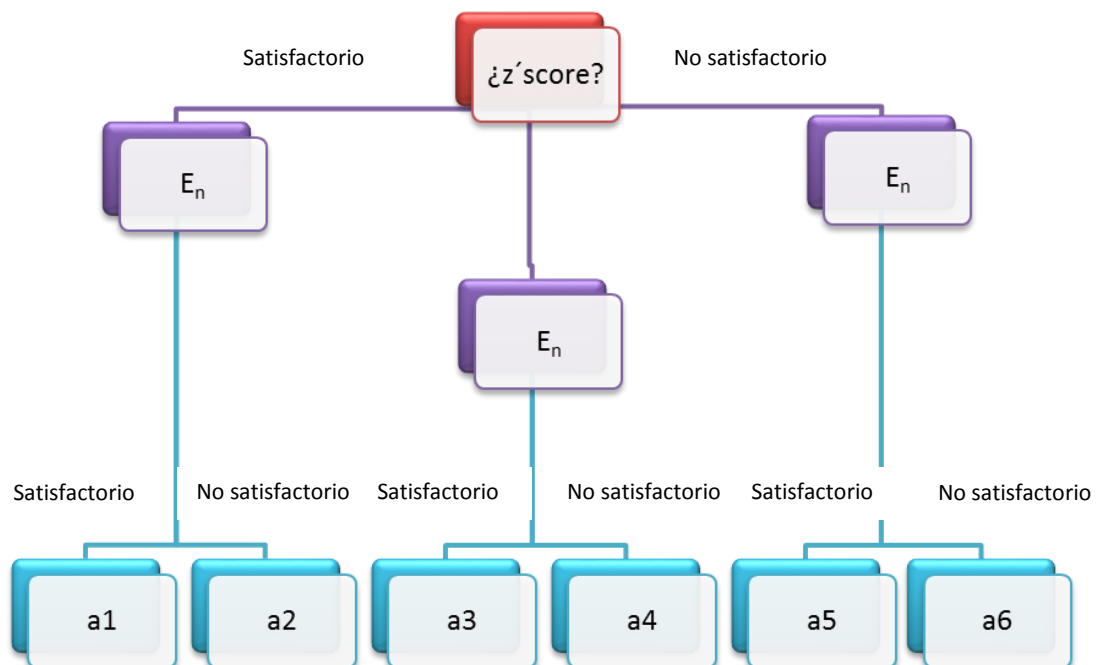 Satisfactorio
¿z´score?
No satisfactorio
Eₙ
Eₙ
Eₙ
Satisfactorio
No satisfactorio
Satisfactorio
No satisfactorio
Satisfactorio
No satisfactorio
a1
a2
a3
a4
a5
a6